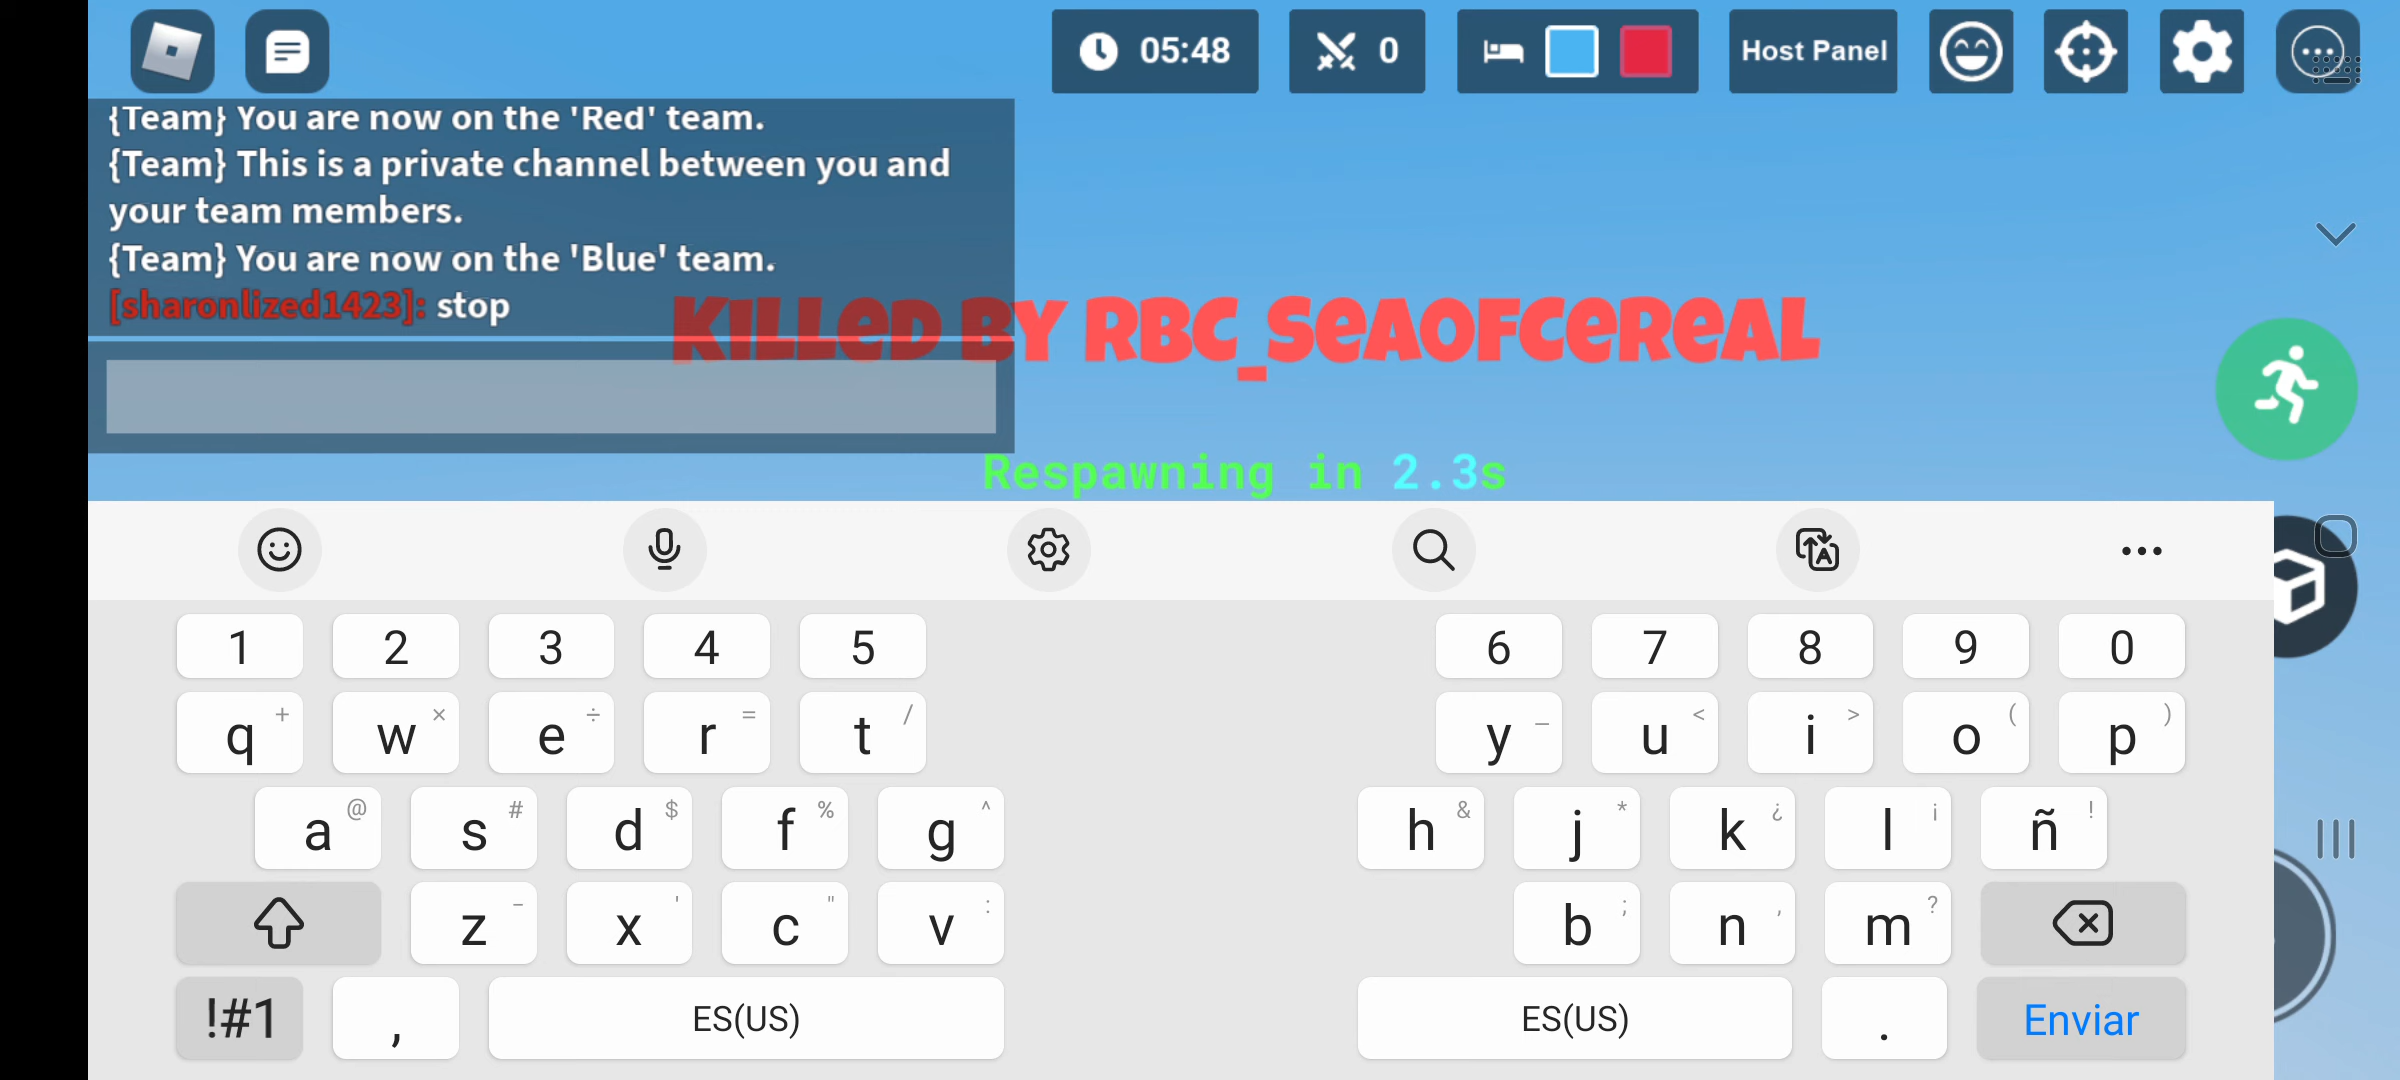 05:48
0
Host Panel
{Team} You are now on the 'Red' team.
{Team} This is a private channel between you and
your team members.
{Team} You are now on the 'Blue' team.
[sharonlized1423]: stop
KILLED BY RBC_SEAOFCEREAL
Respawning in 2.3s
1 2 3 4 5 6 7 8 9 0
q + w × e ÷ r = t / y _ u < i > o ( p )
a @ s # d $ f % g ^ h & j * k ¿ l ¡ ñ !
z - x ' c " v : b ; n , m ?
!#1 , ES(US) ES(US) . Enviar